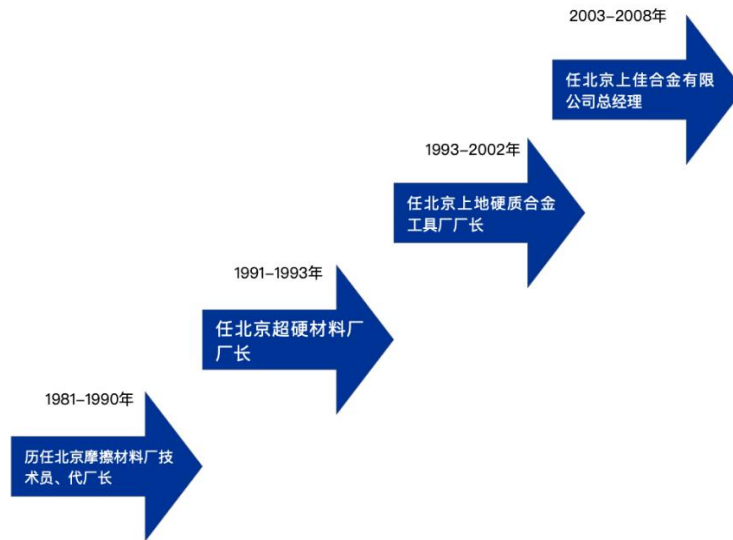 2003–2008年
任北京上佳合金有限
公司总经理
1993–2002年
任北京上地硬质合金
工具厂厂长
1991–1993年
任北京超硬材料厂
厂长
1981–1990年
历任北京摩擦材料厂技
术员、代厂长